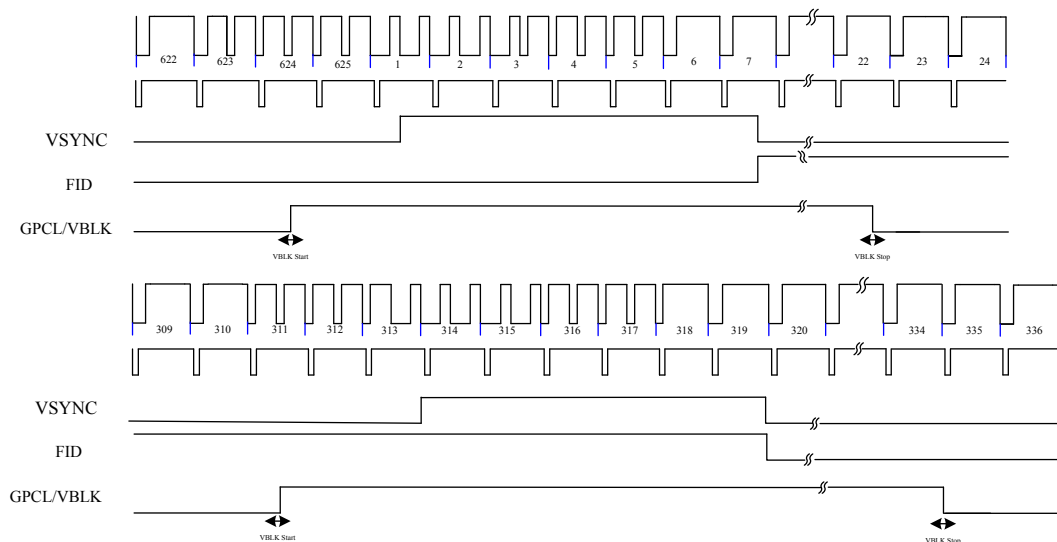 622 623 624 625 1 2 3 4 5 6 7 22 23 24
VSYNC
FID
GPCL/VBLK
VBLK Start VBLK Stop
309 310 311 312 313 314 315 316 317 318 319 320 334 335 336
VSYNC
FID
GPCL/VBLK
VBLK Start VBLK Stop